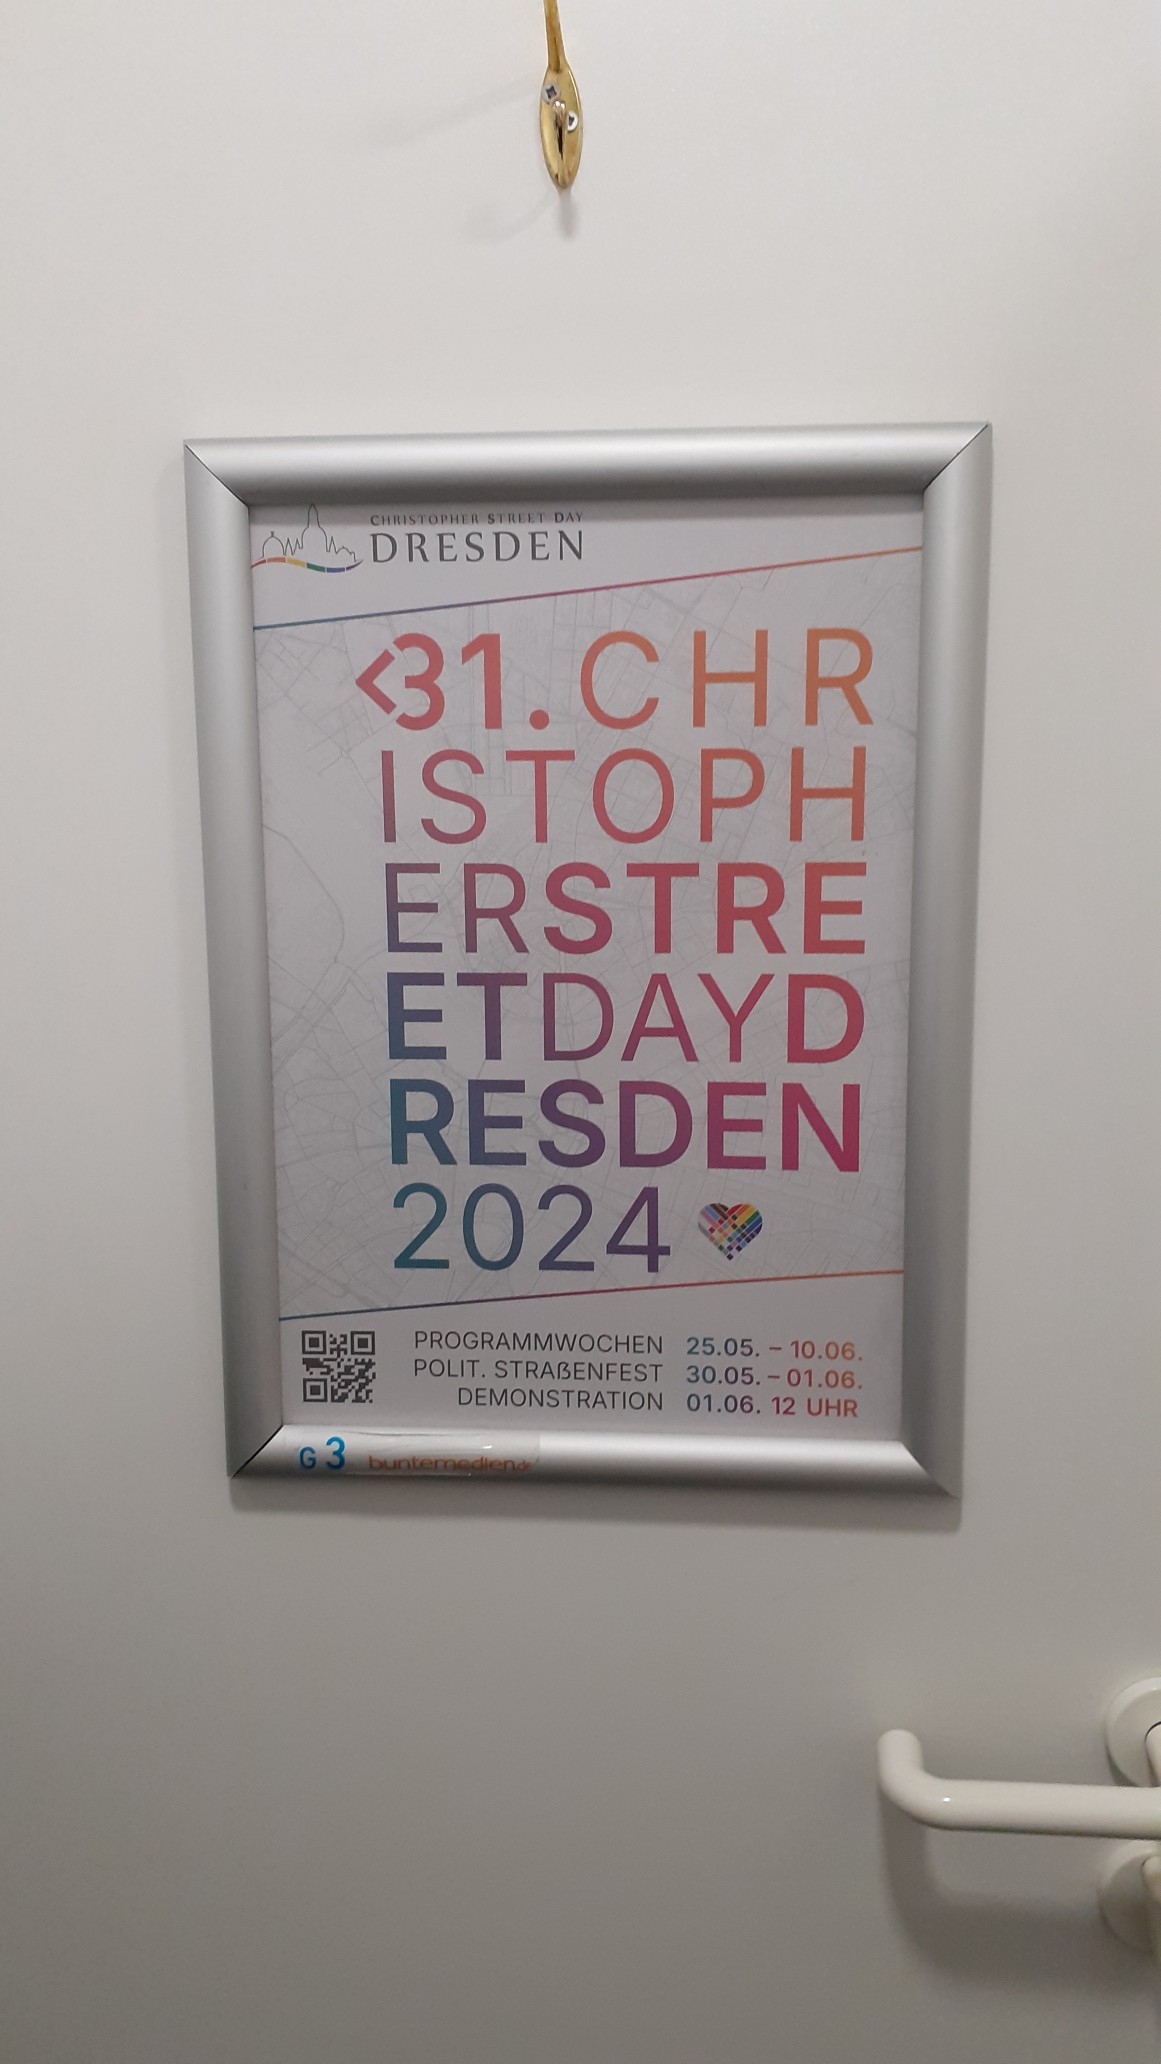 CHRISTOPHER STREET DAY
DRESDEN
<31. CHR
ISTOPH
ERSTRE
ETDAYD
RESDEN
2024
PROGRAMMWOCHEN 25.05. – 10.06.
POLIT. STRAßENFEST 30.05. – 01.06.
DEMONSTRATION 01.06. 12 UHR
G 3 buntemedien.de